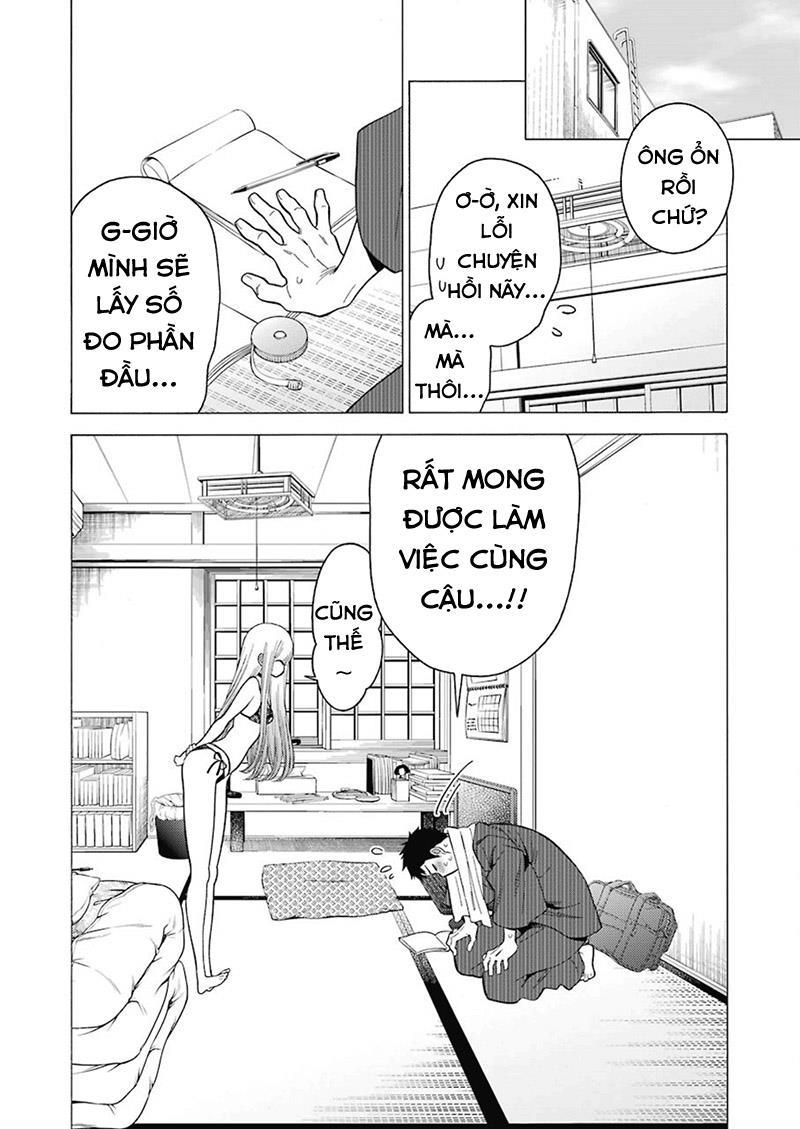 ÔNG ỔN
RỒI
CHỨ?
Ơ-Ờ, XIN
LỖI
CHUYỆN
HỒI NÃY...
MÀ...
MÀ
THÔI...
G-GIỜ
MÌNH SẼ
LẤY SỐ
ĐO PHẦN
ĐẦU...
RẤT MONG
ĐƯỢC LÀM
VIỆC CÙNG
CẬU...!!
CŨNG
THẾ
~